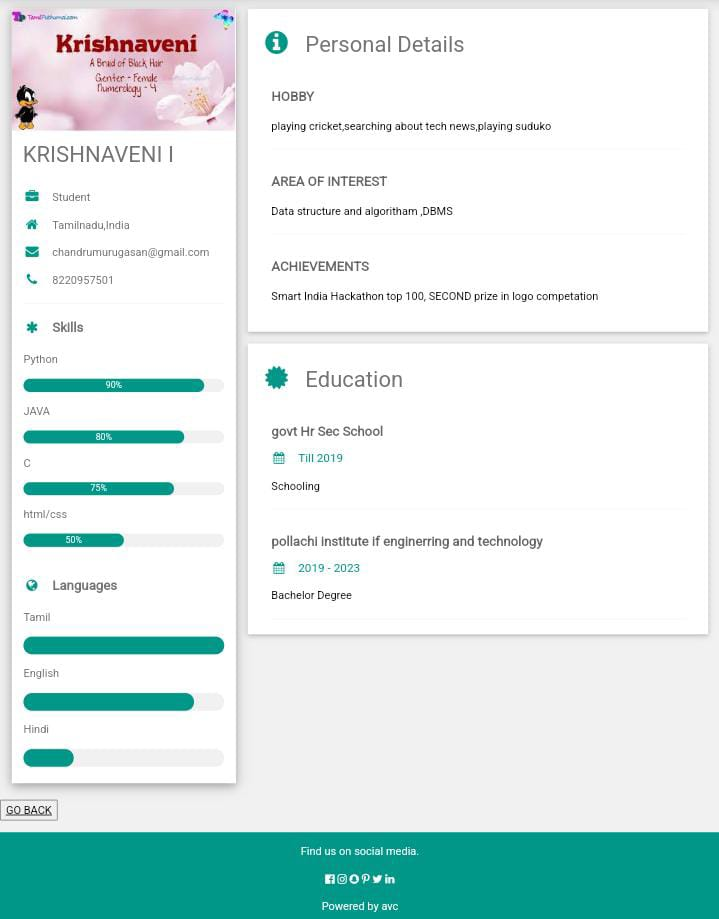 TamilPothumai.com
Krishnaveni
A Braid of Black Hair
Genter - Female
Numerology - 4
KRISHNAVENI I
Student
Tamilnadu,India
chandrumurugasan@gmail.com
8220957501
Skills
Python
90%
JAVA
80%
C
75%
html/css
50%
Languages
Tamil
English
Hindi
Personal Details
HOBBY
playing cricket,searching about tech news,playing suduko
AREA OF INTEREST
Data structure and algoritham ,DBMS
ACHIEVEMENTS
Smart India Hackathon top 100, SECOND prize in logo competation
Education
govt Hr Sec School
Till 2019
Schooling
pollachi institute if enginerring and technology
2019 - 2023
Bachelor Degree
GO BACK
Find us on social media.
Powered by avc